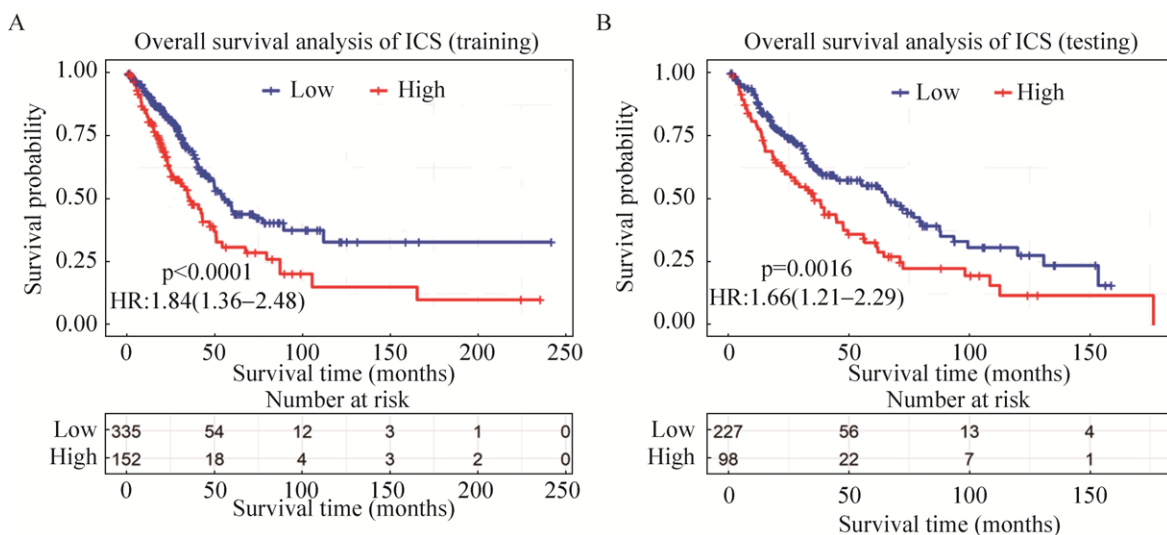 A
Overall survival analysis of ICS (training)
Low High
Survival probability
1.00
0.75
0.50
0.25
0.00
p<0.0001
HR:1.84(1.36–2.48)
0 50 100 150 200 250
Survival time (months)
Number at risk
Low 335 54 12 3 1 0
High 152 18 4 3 2 0
0 50 100 150 200 250
Survival time (months)
B
Overall survival analysis of ICS (testing)
Low High
Survival probability
1.00
0.75
0.50
0.25
0.00
p=0.0016
HR:1.66(1.21–2.29)
0 50 100 150
Survival time (months)
Number at risk
Low 227 56 13 4
High 98 22 7 1
0 50 100 150
Survival time (months)